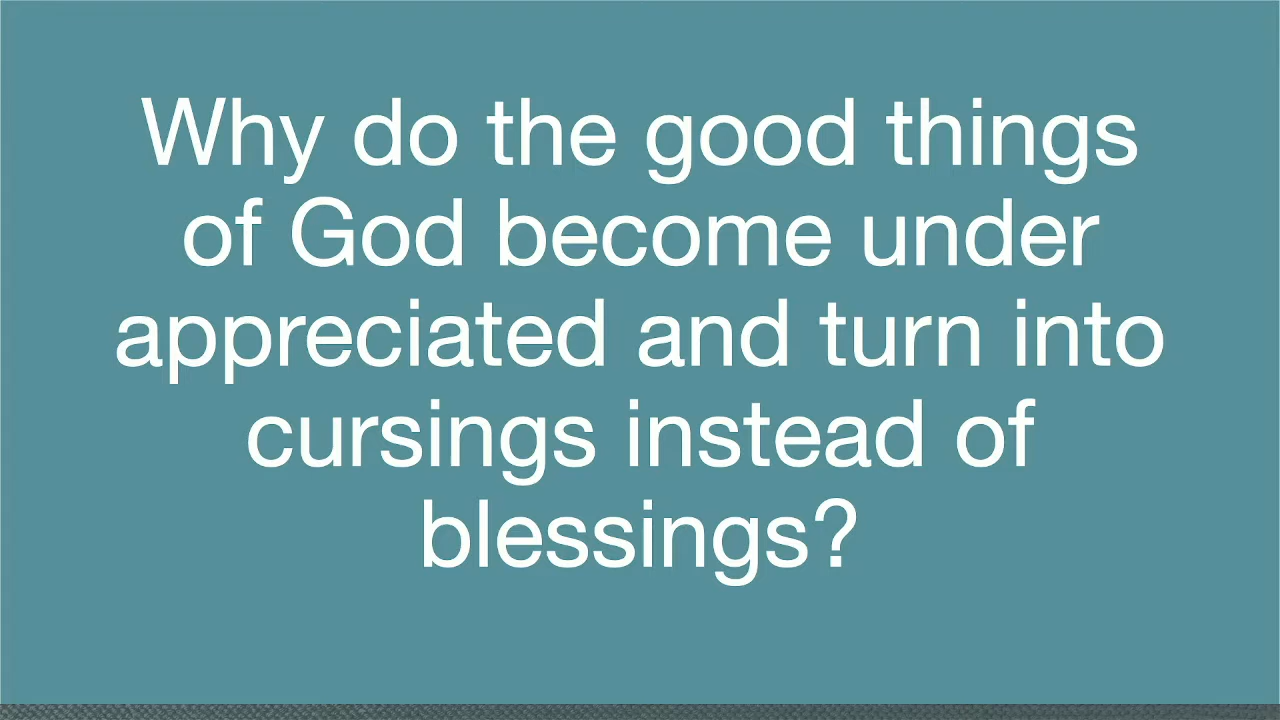 Why do the good things
of God become under
appreciated and turn into
cursings instead of
blessings?